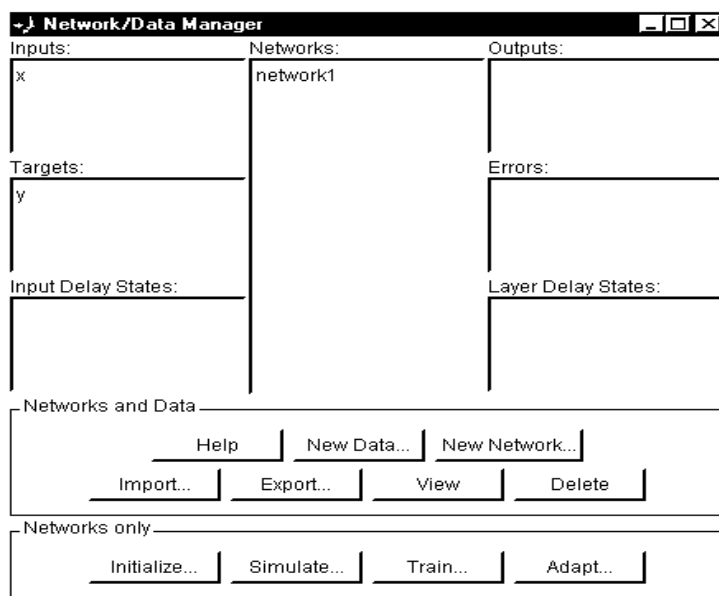 Network/Data Manager
Inputs:
x
Networks:
network1
Outputs:
Targets:
y
Errors:
Input Delay States:
Layer Delay States:
Networks and Data
Help New Data... New Network...
Import... Export... View Delete
Networks only
Initialize... Simulate... Train... Adapt...